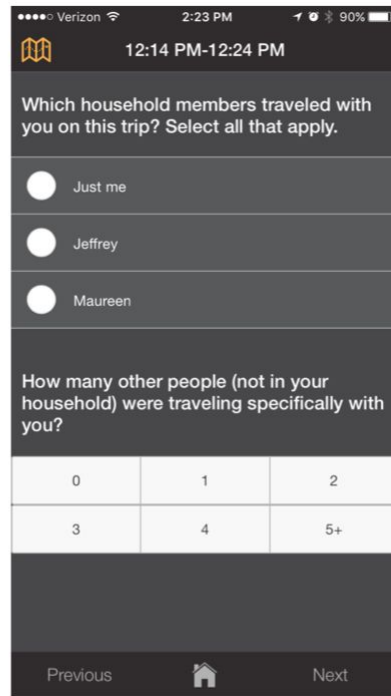 Verizon 2:23 PM 90%
12:14 PM-12:24 PM
Which household members traveled with
you on this trip? Select all that apply.
Just me
Jeffrey
Maureen
How many other people (not in your
household) were traveling specifically with
you?
0 1 2
3 4 5+
Previous Next